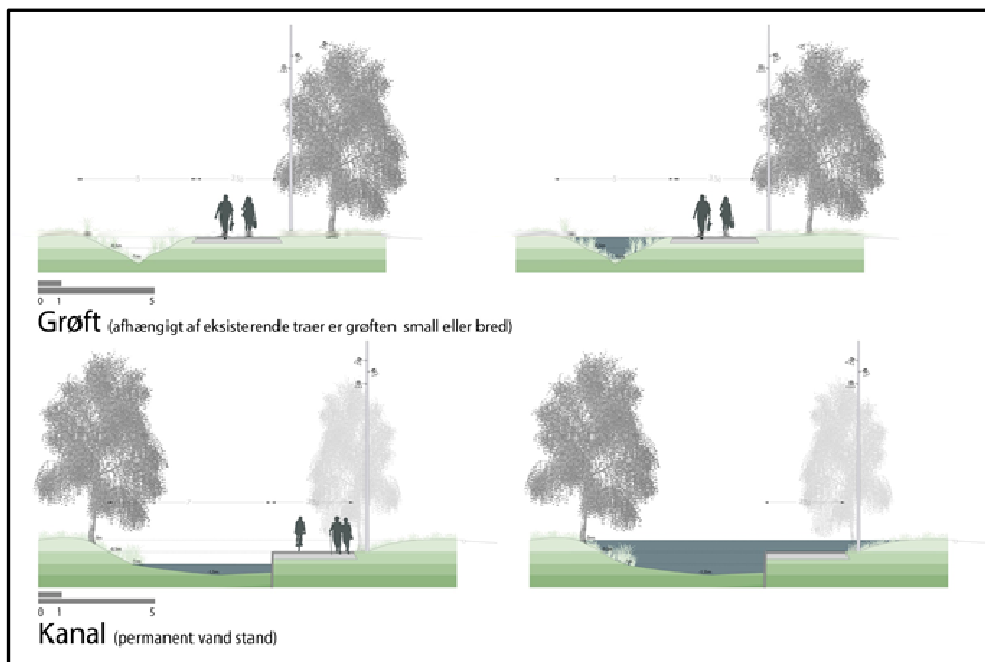 0 1 5
Grøft (afhængigt af eksisterende traer er grøften small eller bred)
0 1 5
Kanal (permanent vand stand)